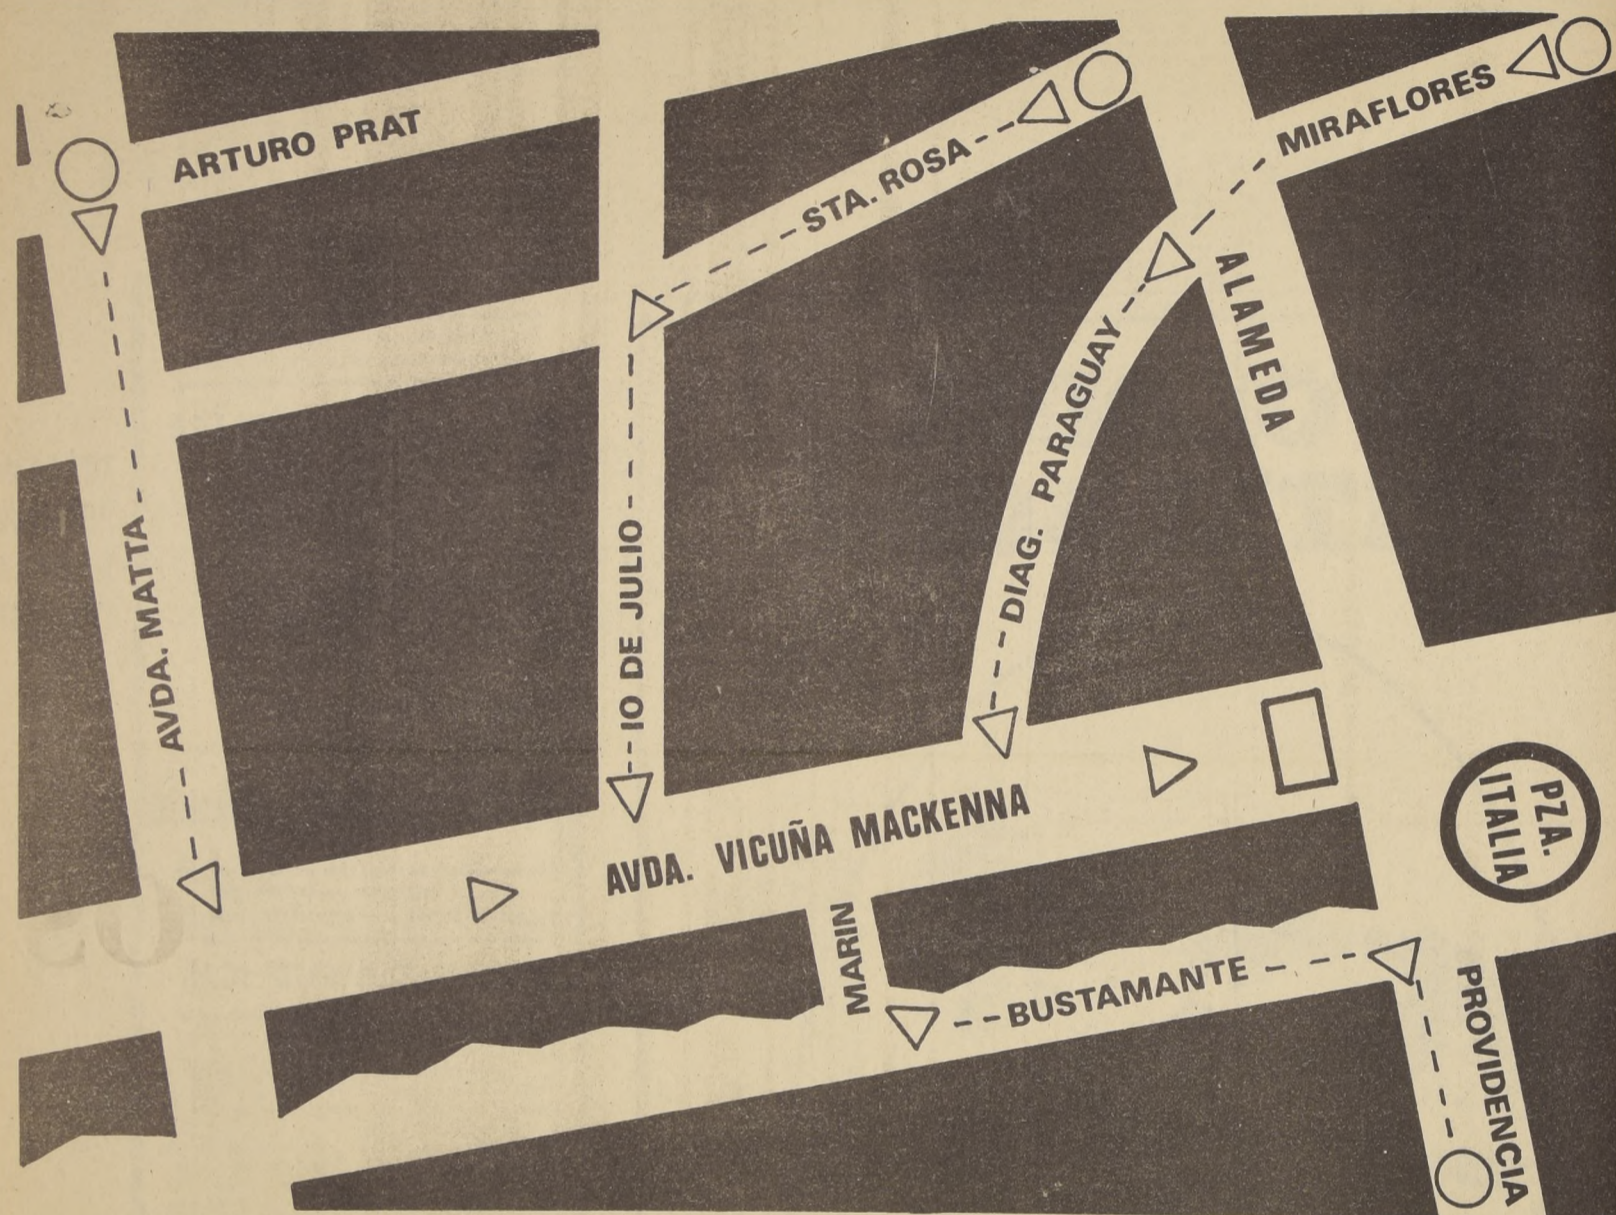 ARTURO PRAT
STA. ROSA
MIRAFLORES
ALAMEDA
DIAG. PARAGUAY
IO DE JULIO
AVDA. MATTA
AVDA. VICUÑA MACKENNA
PZA.
ITALIA
MARIN
BUSTAMANTE
PROVIDENCIA